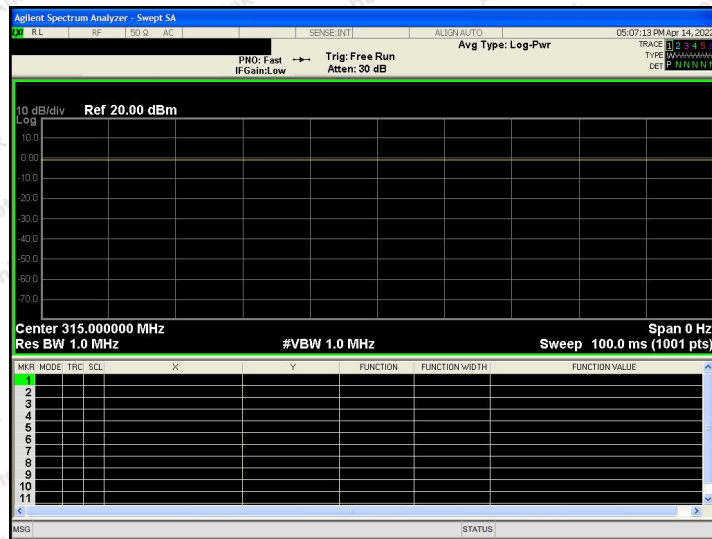 Agilent Spectrum Analyzer - Swept SA
RL RF 50 Ω AC SENSE:INT ALIGN AUTO 05:07:13 PM Apr 14, 2022
Avg Type: Log-Pwr
TRACE 1 2 3 4 5 6
PNO: Fast Trig: Free Run
TYPE
IFGain:Low Atten: 30 dB
DET P N N N N N
10 dB/div Ref 20.00 dBm
Log
10.0
0.00
-10.0
-20.0
-30.0
-40.0
-50.0
-60.0
-70.0
Center 315.000000 MHz Span 0 Hz
Res BW 1.0 MHz #VBW 1.0 MHz Sweep 100.0 ms (1001 pts)
MKR MODE TRC SCL X Y FUNCTION FUNCTION WIDTH FUNCTION VALUE
1
2
3
4
5
6
7
8
9
10
11
MSG STATUS